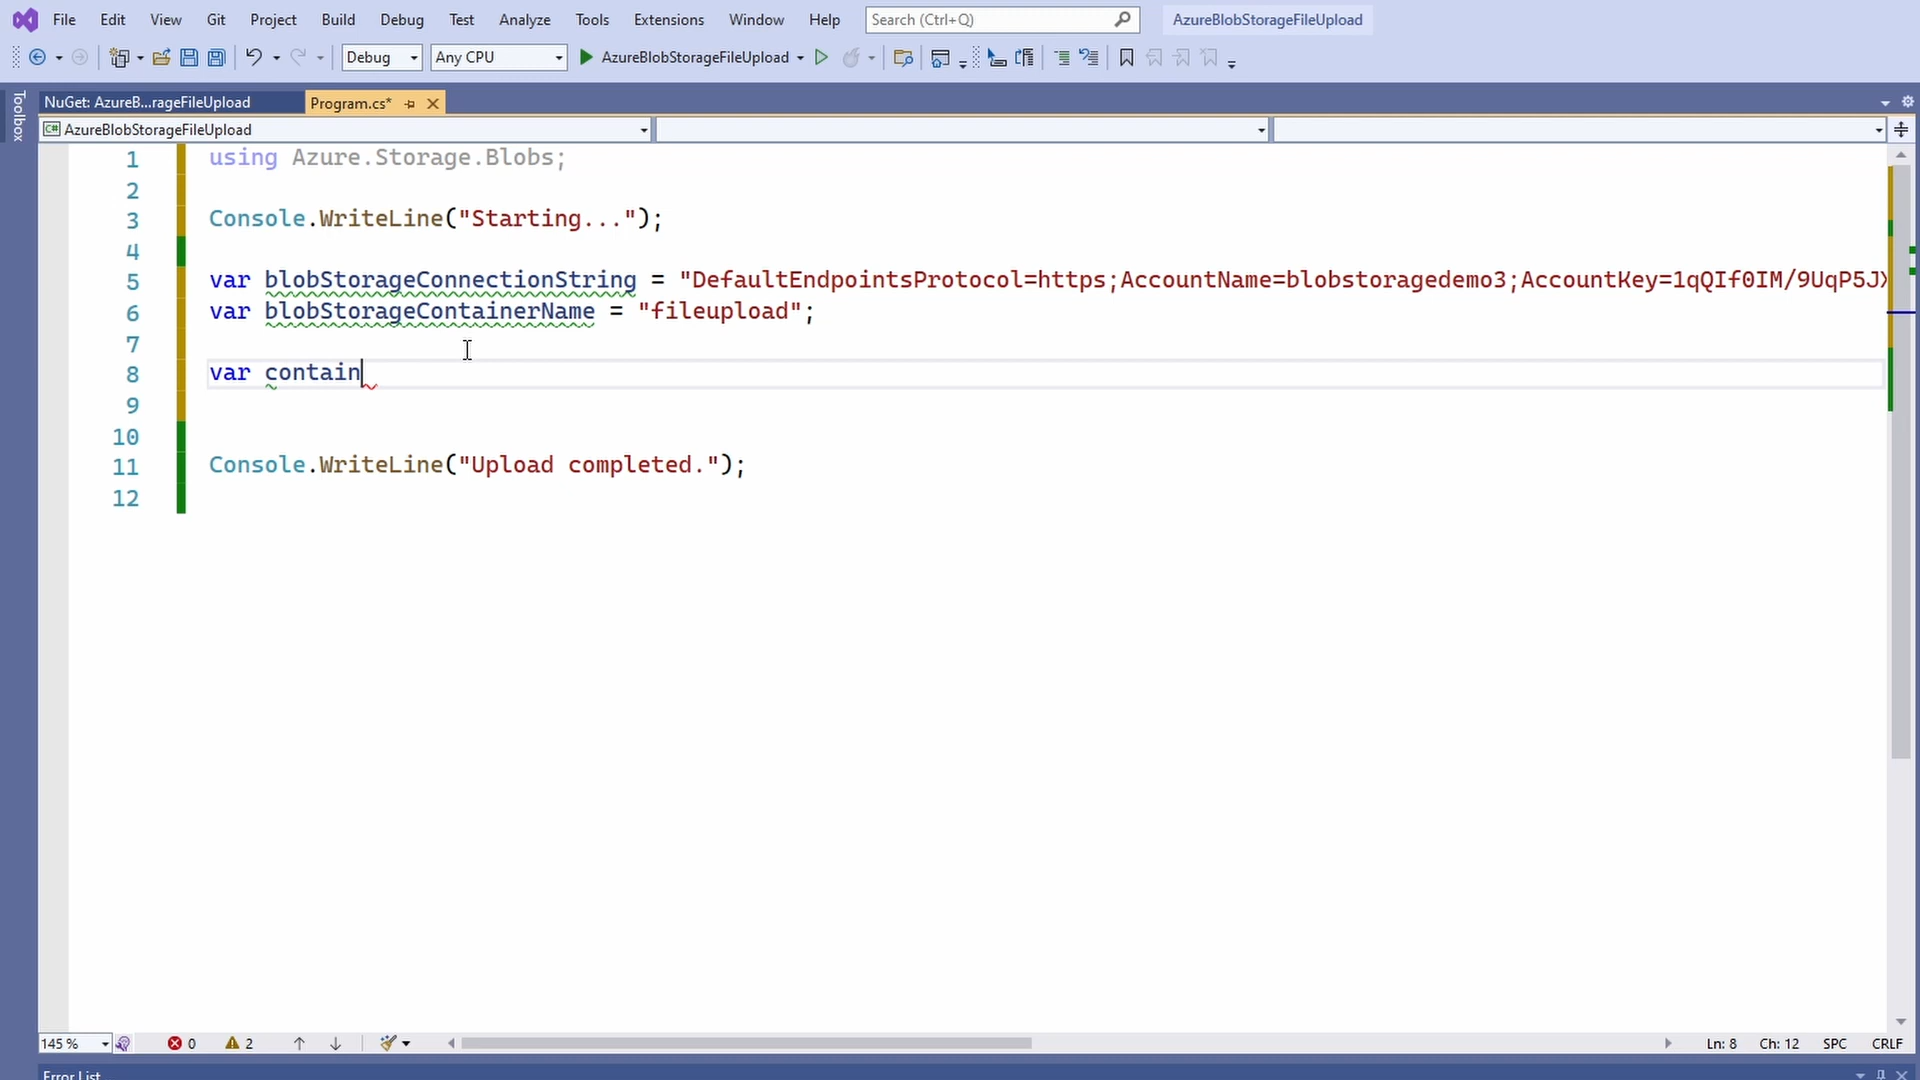 File Edit View Git Project Build Debug Test Analyze Tools Extensions Window Help Search (Ctrl+Q) AzureBlobStorageFileUpload
Debug Any CPU AzureBlobStorageFileUpload
Toolbox
NuGet: AzureB...rageFileUpload Program.cs*
C# AzureBlobStorageFileUpload
1 using Azure.Storage.Blobs;
2
3 Console.WriteLine("Starting...");
4
5 var blobStorageConnectionString = "DefaultEndpointsProtocol=https;AccountName=blobstoragedemo3;AccountKey=1qQIf0IM/9UqP5JX
6 var blobStorageContainerName = "fileupload";
7
8 var contain
9
10
11 Console.WriteLine("Upload completed.");
12
145 % 0 2 Ln: 8 Ch: 12 SPC CRLF
Error List